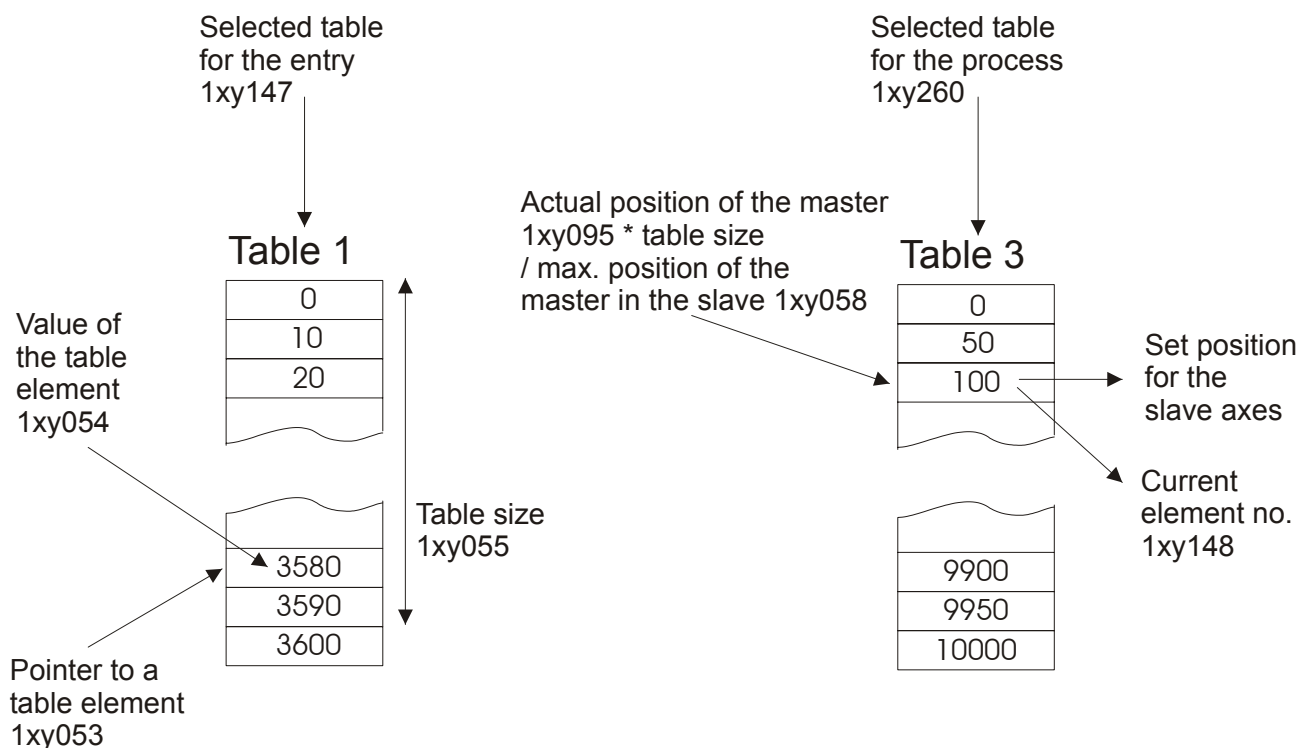 Selected table
for the entry
1xy147
Selected table
for the process
1xy260
Actual position of the master
1xy095 * table size
/ max. position of the
master in the slave 1xy058
Table 1
0
10
20
3580
3590
3600
Value of
the table
element
1xy054
Table size
1xy055
Pointer to a
table element
1xy053
Table 3
0
50
100
9900
9950
10000
Set position
for the
slave axes
Current
element no.
1xy148